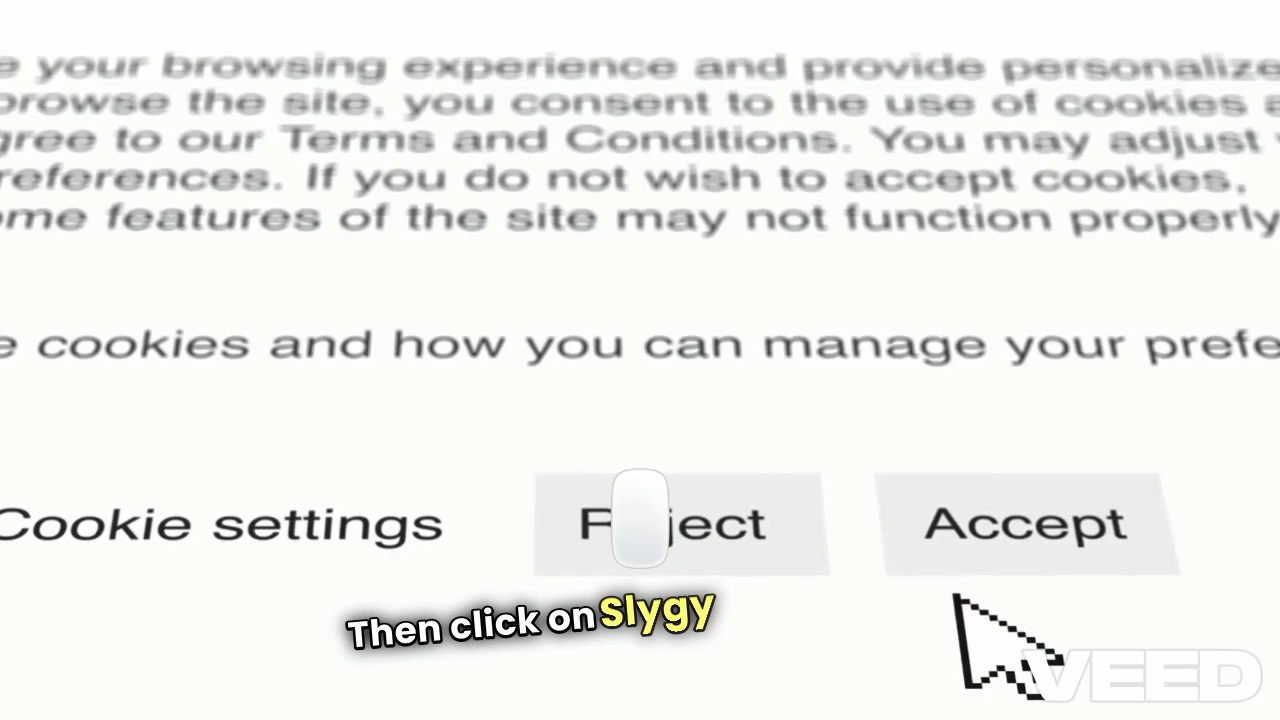 e your browsing experience and provide personalize
browse the site, you consent to the use of cookies a
gree to our Terms and Conditions. You may adjust
references. If you do not wish to accept cookies,
ome features of the site may not function properly
e cookies and how you can manage your prefe
Cookie settings
Reject
Accept
Then click on Slygy
VEED